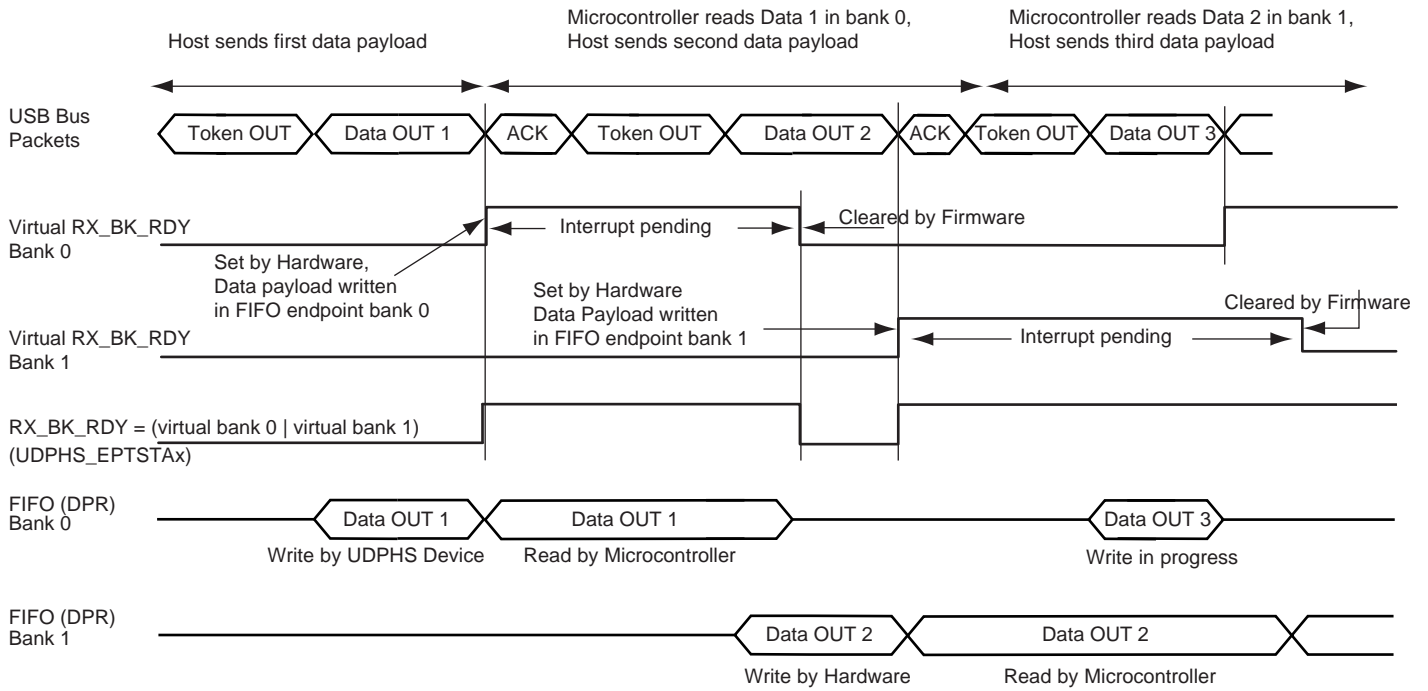 Host sends first data payload
Microcontroller reads Data 1 in bank 0,
Host sends second data payload
Microcontroller reads Data 2 in bank 1,
Host sends third data payload
USB Bus
Packets
Token OUT
Data OUT 1
ACK
Token OUT
Data OUT 2
ACK
Token OUT
Data OUT 3
Virtual RX_BK_RDY
Bank 0
Interrupt pending
Cleared by Firmware
Set by Hardware,
Data payload written
in FIFO endpoint bank 0
Set by Hardware
Data Payload written
in FIFO endpoint bank 1
Cleared by Firmware
Virtual RX_BK_RDY
Bank 1
Interrupt pending
RX_BK_RDY = (virtual bank 0 | virtual bank 1)
(UDPHS_EPTSTAx)
FIFO (DPR)
Bank 0
Data OUT 1
Data OUT 1
Data OUT 3
Write by UDPHS Device
Read by Microcontroller
Write in progress
FIFO (DPR)
Bank 1
Data OUT 2
Data OUT 2
Write by Hardware
Read by Microcontroller